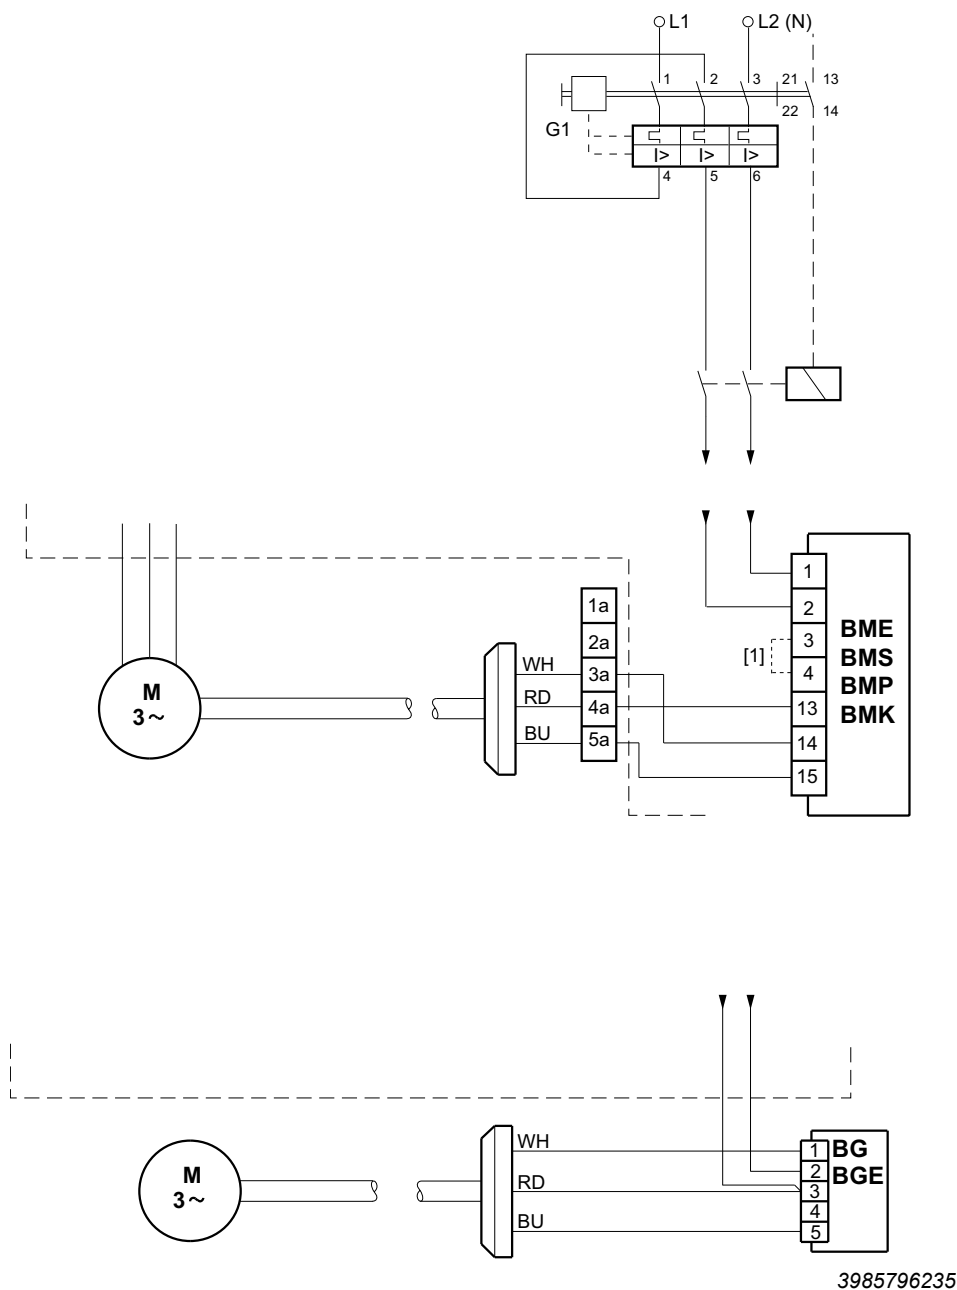 L1 L2 (N)
1 2 3 21 13
22 14
G1
I> I> I>
4 5 6
1
2
3
4
13
14
15
[1]
BME
BMS
BMP
BMK
1a
2a
3a
4a
5a
WH
RD
BU
M
3~
WH
RD
BU
M
3~
1
2
3
4
5
BG
BGE
3985796235